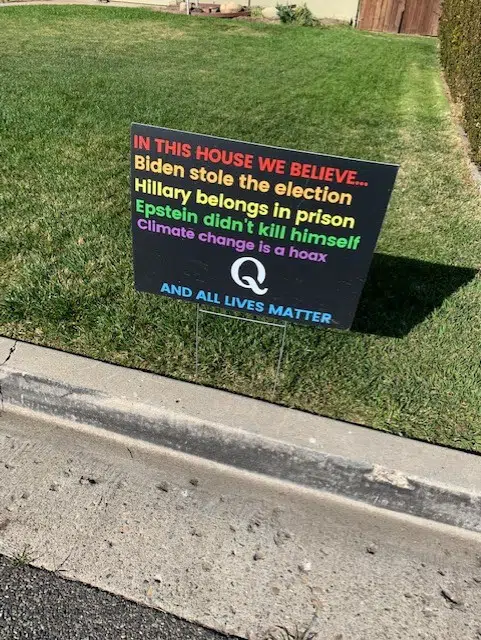 IN THIS HOUSE WE BELIEVE...
Biden stole the election
Hillary belongs in prison
Epstein didn't kill himself
Climate change is a hoax
Q
AND ALL LIVES MATTER